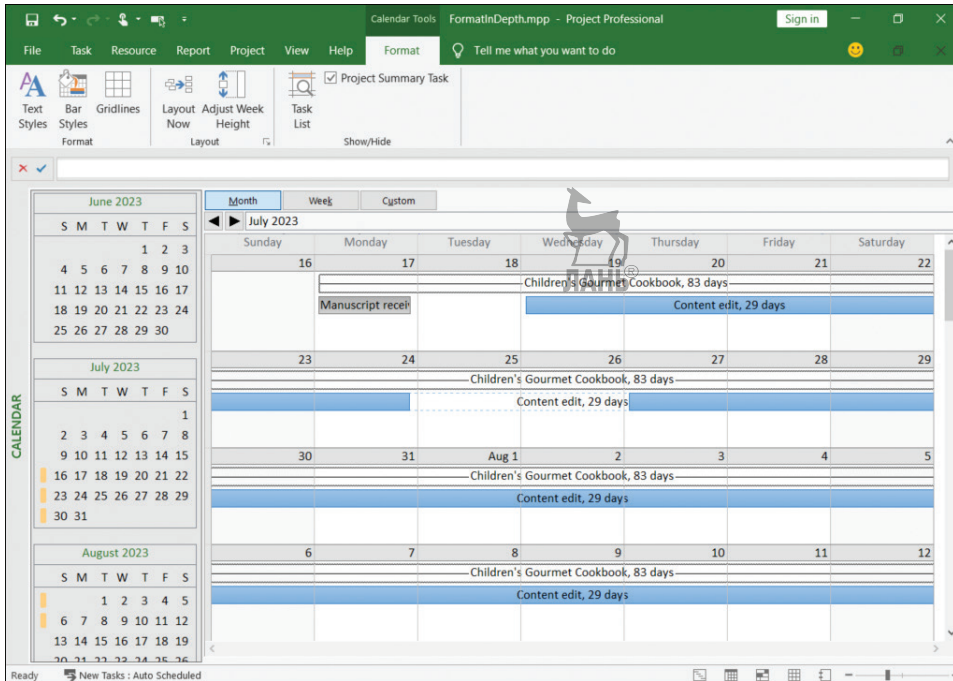 Calendar Tools FormatInDepth.mpp - Project Professional Sign in
File Task Resource Report Project View Help Format Tell me what you want to do
Text Styles Bar Styles Gridlines Layout Now Adjust Week Height Task List Project Summary Task
Format Layout Show/Hide
CALENDAR
June 2023
S M T W T F S
1 2 3
4 5 6 7 8 9 10
11 12 13 14 15 16 17
18 19 20 21 22 23 24
25 26 27 28 29 30
July 2023
S M T W T F S
1
2 3 4 5 6 7 8
9 10 11 12 13 14 15
16 17 18 19 20 21 22
23 24 25 26 27 28 29
30 31
August 2023
S M T W T F S
1 2 3 4 5
6 7 8 9 10 11 12
13 14 15 16 17 18 19
20 21 22 23 24 25 26
Month Week Custom
July 2023
Sunday Monday Tuesday Wednesday Thursday Friday Saturday
16 17 18 19 20 21 22
Children's Gourmet Cookbook, 83 days
ЛАНЬ®
Manuscript recei Content edit, 29 days
23 24 25 26 27 28 29
Children's Gourmet Cookbook, 83 days
Content edit, 29 days
30 31 Aug 1 2 3 4 5
Children's Gourmet Cookbook, 83 days
Content edit, 29 days
6 7 8 9 10 11 12
Children's Gourmet Cookbook, 83 days
Content edit, 29 days
Ready New Tasks : Auto Scheduled